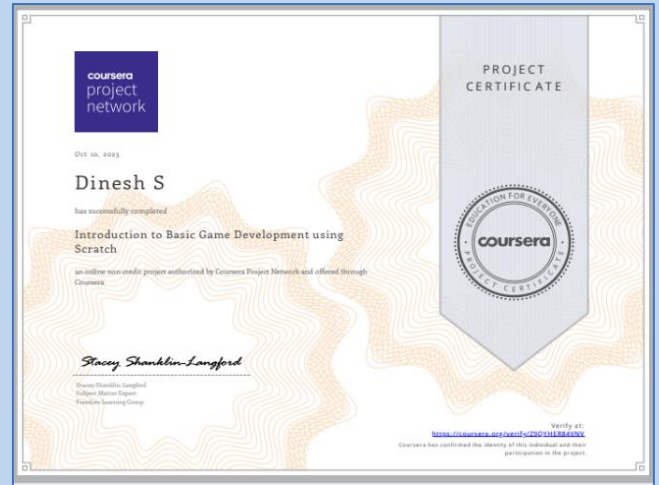 coursera
project
network
Oct 10, 2023
Dinesh S
has successfully completed
Introduction to Basic Game Development using
Scratch
an online non-credit project authorized by Coursera Project Network and offered through
Coursera
Stacey Shanklin-Langford
Stacey Shanklin-Langford
Subject Matter Expert
Freedom Learning Group
PROJECT
CERTIFICATE
EDUCATION FOR EVERYONE
coursera
PROJECT CERTIFICATE
Verify at:
Coursera has confirmed the identity of this individual and their
participation in the project.